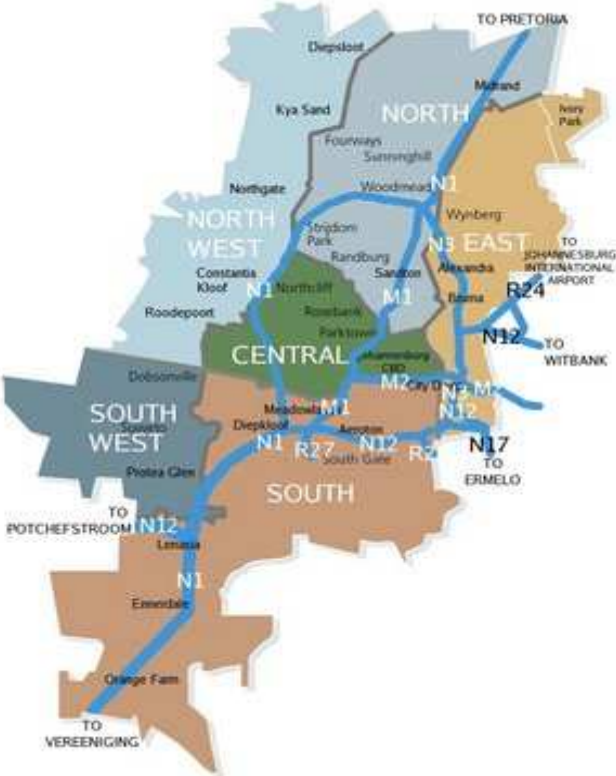 TO PRETORIA
Diepsloot
Midrand
Ivory
Park
Kya Sand
NORTH
Fourways
Sunninghill
Northgate
Woodmead
N1
NORTH
WEST
Wynberg
Strijdom
Park
N3
EAST
Randburg
TO
JOHANNESBURG
INTERNATIONAL
AIRPORT
Constantia
Kloof
N1
Northcliff
Sandton
Alexandra
R24
Roodepoort
Rosebank
M1
Bruma
Parktown
N12
TO
WITBANK
CENTRAL
Johannesburg
CBD
M2
City Deep
M2
N3
N12
Dobsonville
SOUTH
WEST
Soweto
Meadowlands
M1
Diepkloof
N1
R27
Aeroton
N12
South Gate
N17
TO
ERMELO
Protea Glen
SOUTH
TO
POTCHEFSTROOM
N12
Lenasia
N1
Ennerdale
Orange Farm
TO
VEREENIGING